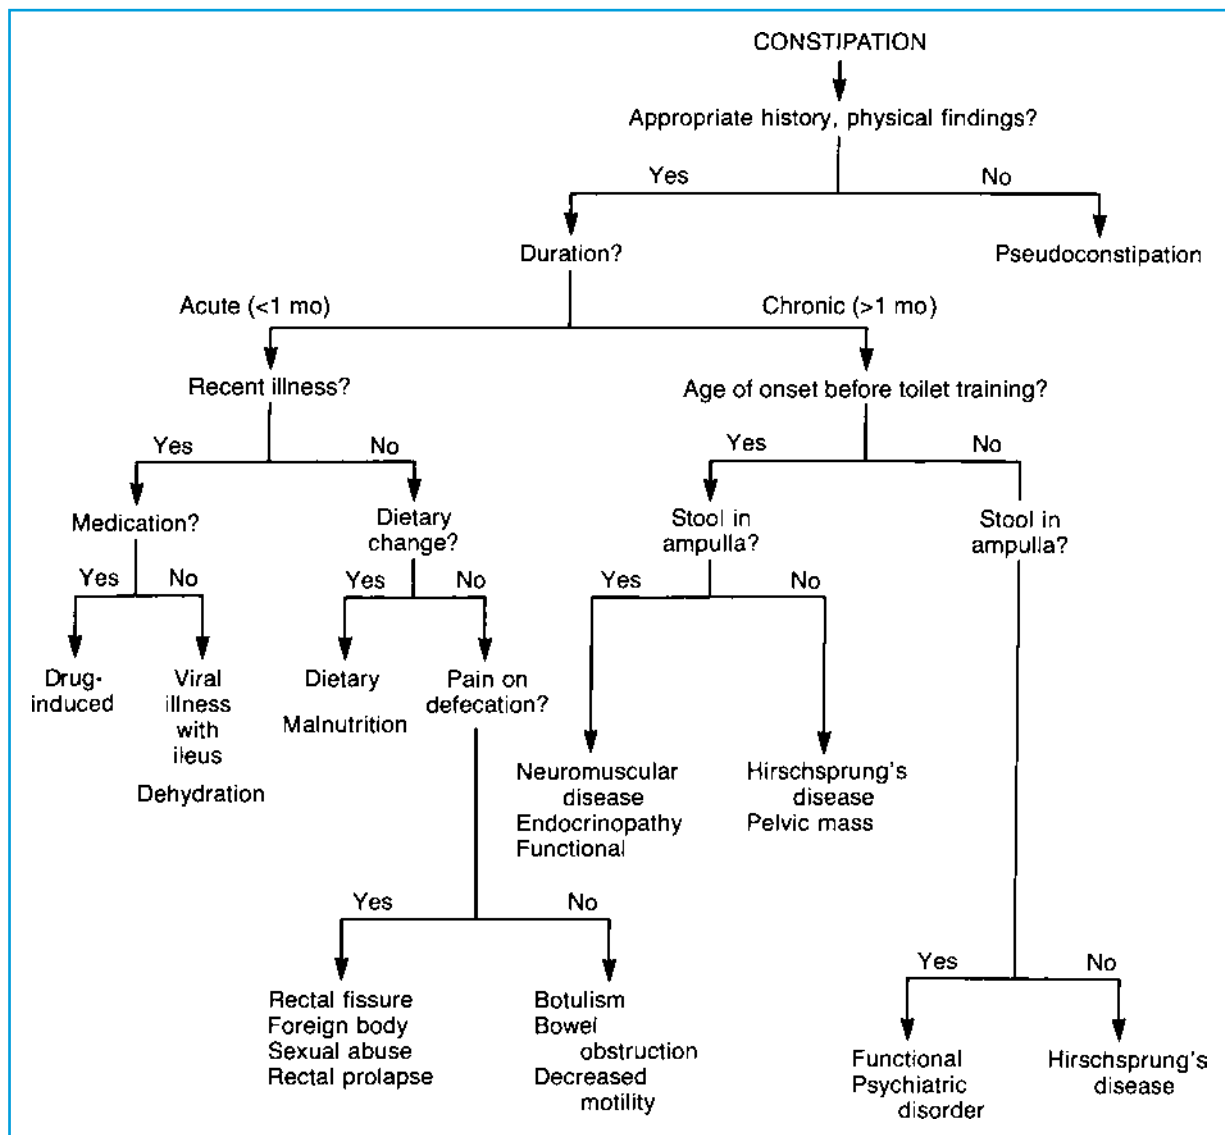 CONSTIPATION
Appropriate history, physical findings?
Yes
No
Duration?
Pseudoconstipation
Acute (<1 mo)
Chronic (>1 mo)
Recent illness?
Age of onset before toilet training?
Yes
No
Yes
No
Medication?
Dietary
change?
Stool in
ampulla?
Stool in
ampulla?
Yes
No
Yes
No
Yes
No
Drug-
induced
Viral
illness
with
ileus
Dehydration
Dietary
Malnutrition
Pain on
defecation?
Neuromuscular
disease
Endocrinopathy
Functional
Hirschsprung's
disease
Pelvic mass
Yes
No
Yes
No
Rectal fissure
Foreign body
Sexual abuse
Rectal prolapse
Botulism
Bowel
obstruction
Decreased
motility
Functional
Psychiatric
disorder
Hirschsprung's
disease